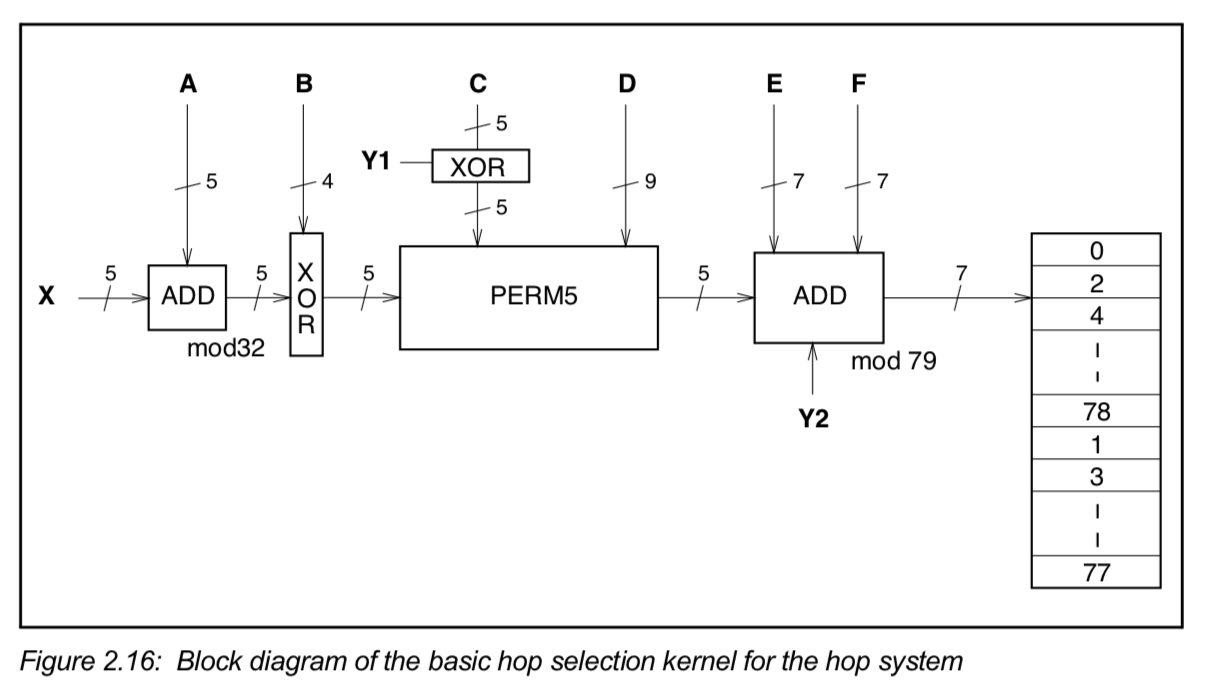 A B C D E F
5
Y1 XOR
5 4 9 7 7
5
X 5 ADD 5 XOR 5 PERM5 5 ADD 7
mod32
mod 79
Y2
0
2
4
78
1
3
77
Figure 2.16: Block diagram of the basic hop selection kernel for the hop system